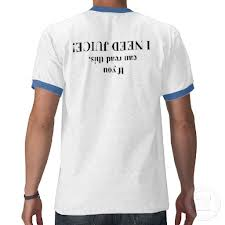 If you
can read this,
I NEED JUICE!